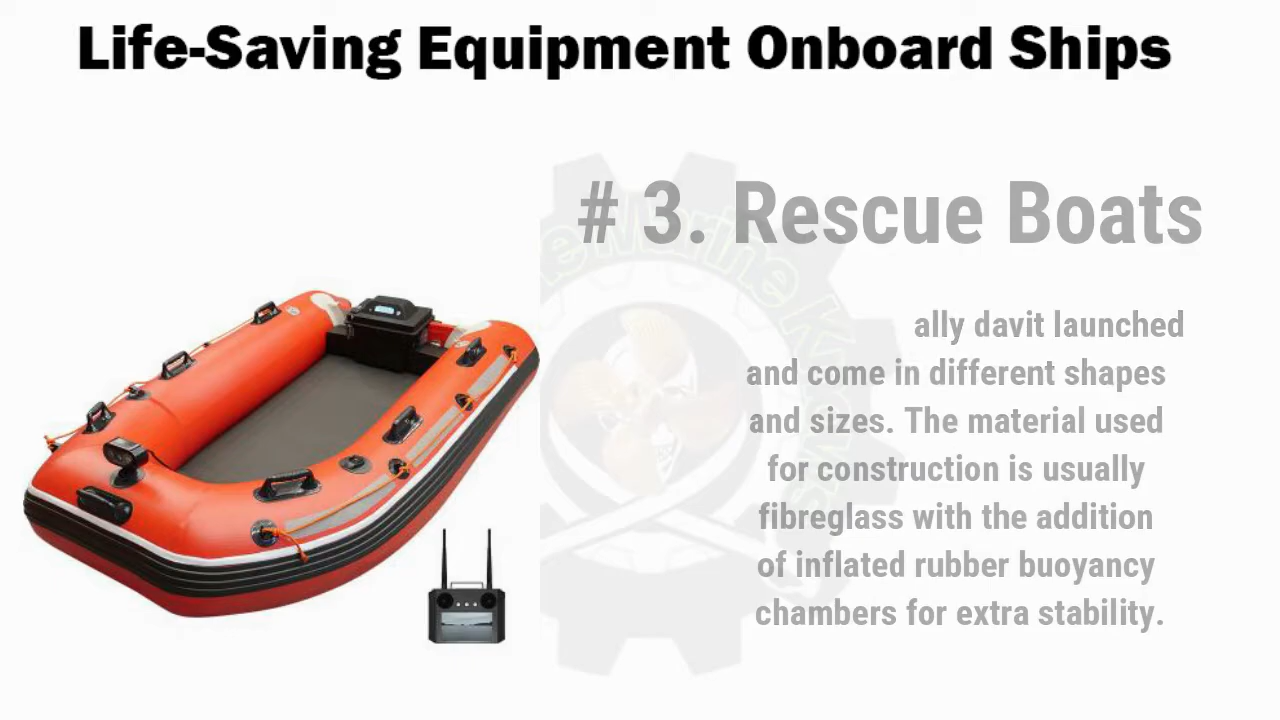 Life-Saving Equipment Onboard Ships
# 3. Rescue Boats
ally davit launched
and come in different shapes
and sizes. The material used
for construction is usually
fibreglass with the addition
of inflated rubber buoyancy
chambers for extra stability.